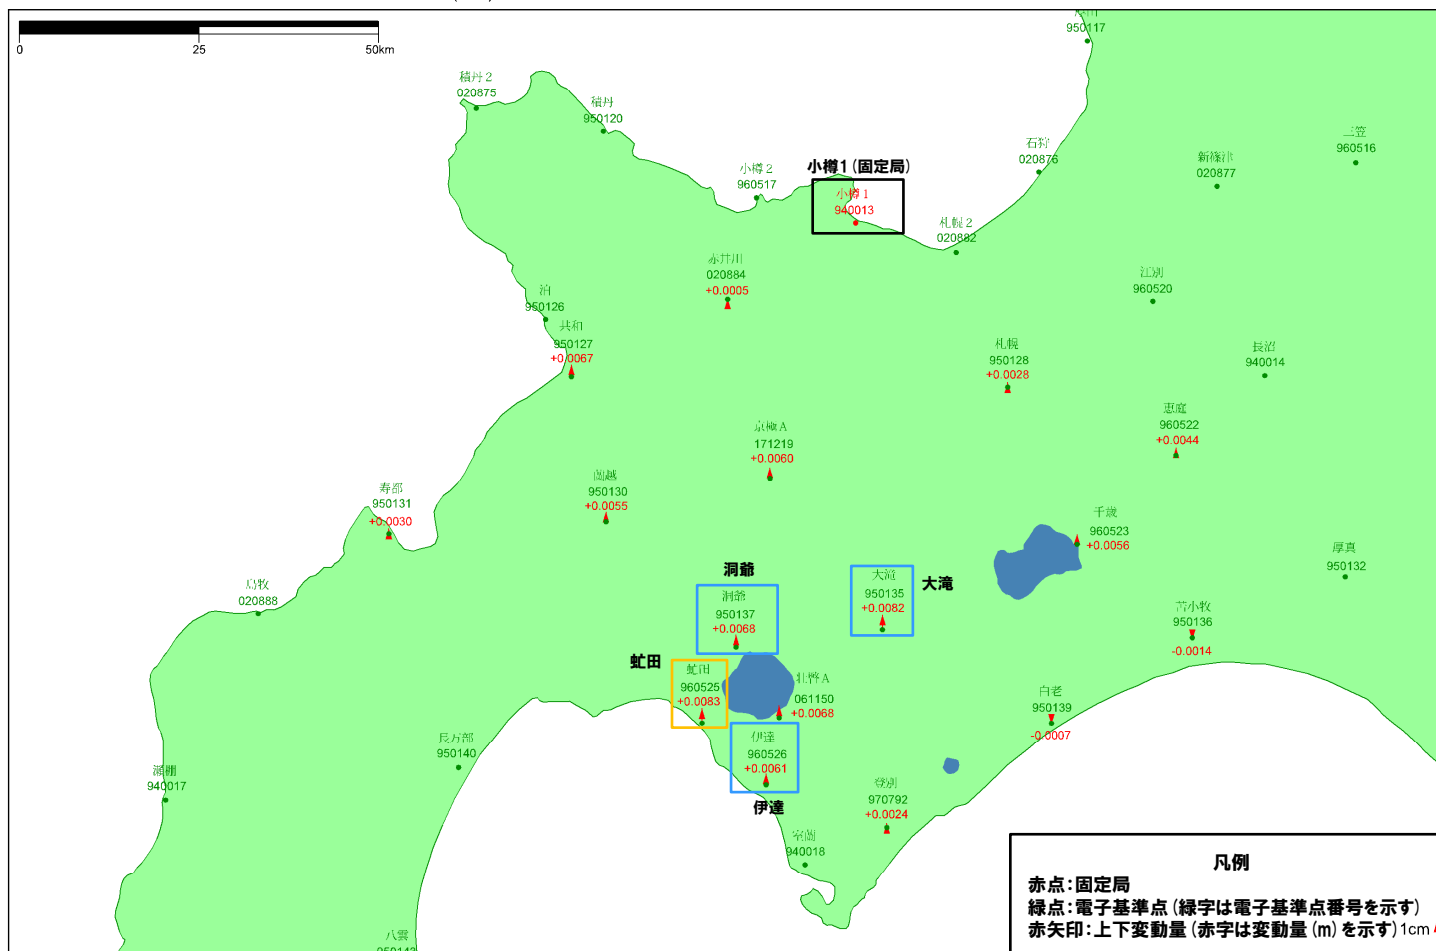 0
25
50km
950117
積丹２
020875
積丹
950120
小樽２
960517
小樽1(固定局)
小樽１
940013
石狩
020876
新篠津
020877
三笠
960516
札幌２
020882
赤井川
020884
+0.0005
江別
960520
泊
950126
共和
950127
+0.0067
札幌
950128
+0.0028
長沼
940014
恵庭
960522
+0.0044
京極Ａ
171219
+0.0060
蘭越
950130
+0.0055
寿都
950131
+0.0030
千歳
960523
+0.0056
厚真
950132
島牧
020888
洞爺
洞爺
950137
+0.0068
大滝
950135
+0.0082
大滝
苫小牧
950136
-0.0014
虻田
虻田
960525
+0.0083
壮瞥Ａ
061150
+0.0068
白老
950139
-0.0007
伊達
960526
+0.0061
伊達
長万部
950140
瀬棚
940017
登別
970792
+0.0024
室蘭
940018
八雲
凡例
赤点:固定局
緑点:電子基準点(緑字は電子基準点番号を示す)
赤矢印:上下変動量(赤字は変動量(m)を示す)1cm